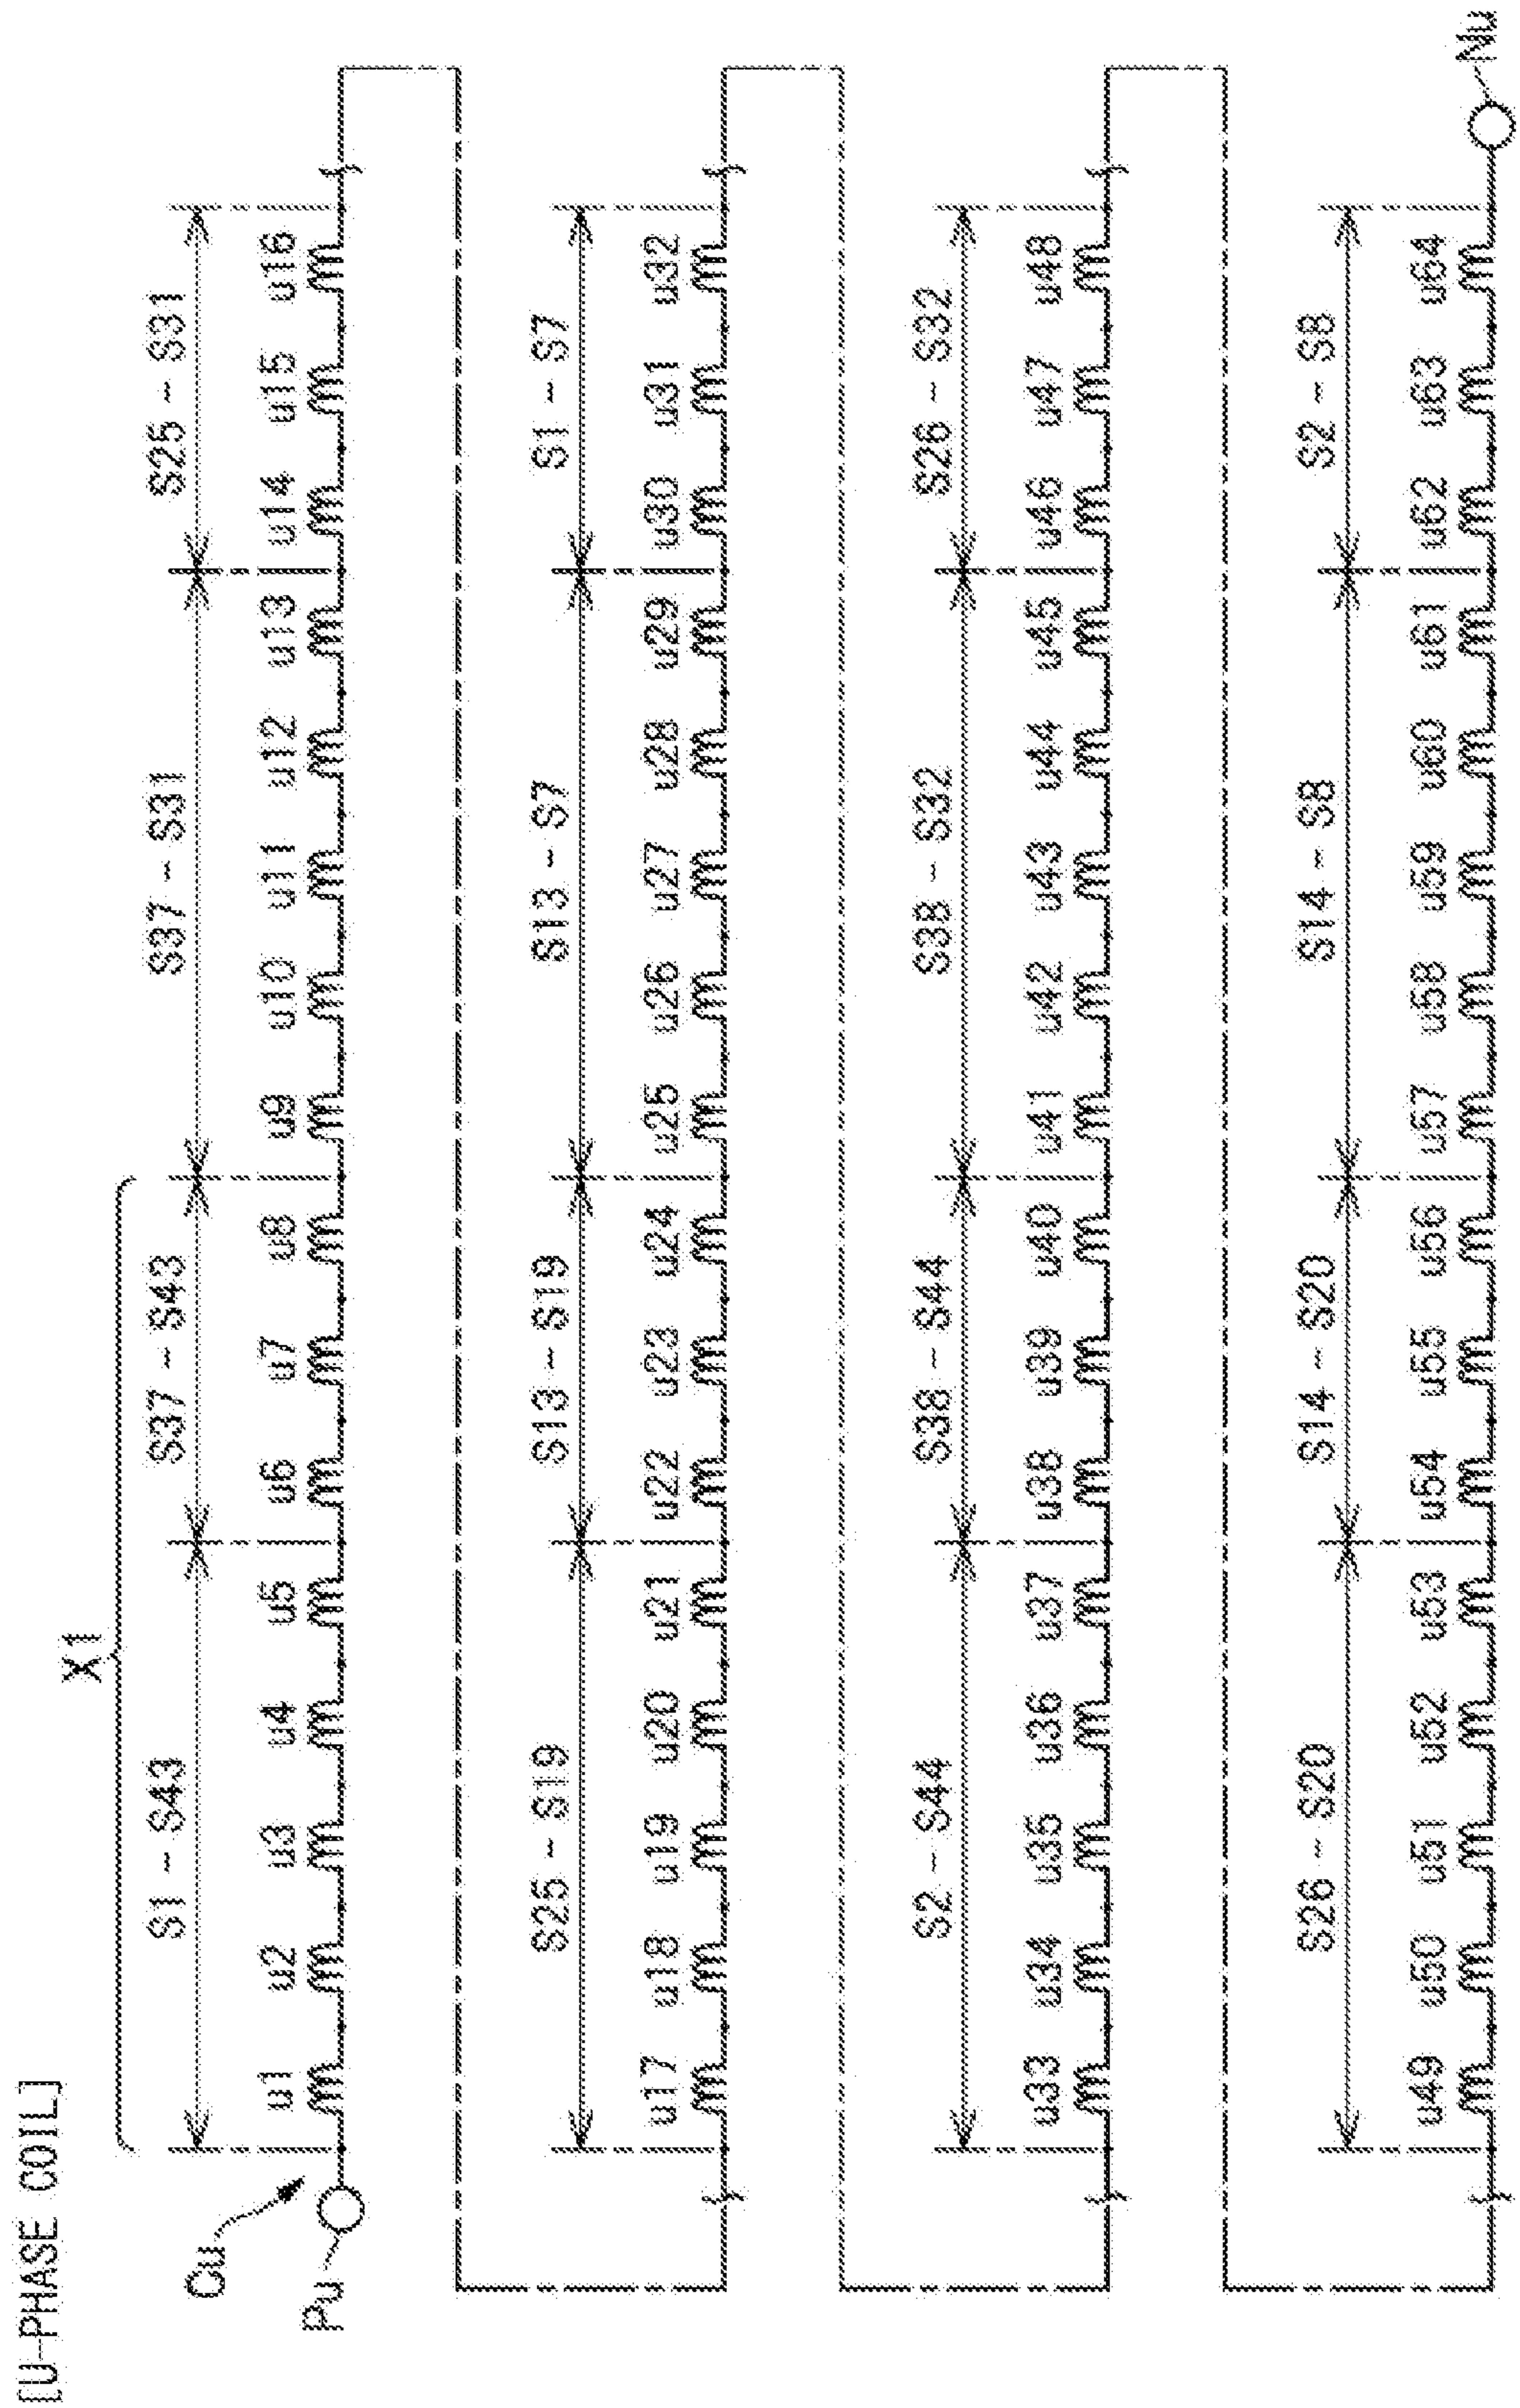 [U-PHASE COIL]
X1
Cu
S1 - S43
S37 - S43
S37 - S31
S25 - S31
u1 u2 u3 u4 u5 u6 u7 u8 u9 u10 u11 u12 u13 u14 u15 u16
Pu
S25 - S19
S13 - S19
S13 - S7
S1 - S7
u17 u18 u19 u20 u21 u22 u23 u24 u25 u26 u27 u28 u29 u30 u31 u32
S2 - S44
S38 - S44
S38 - S32
S26 - S32
u33 u34 u35 u36 u37 u38 u39 u40 u41 u42 u43 u44 u45 u46 u47 u48
S26 - S20
S14 - S20
S14 - S8
S2 - S8
u49 u50 u51 u52 u53 u54 u55 u56 u57 u58 u59 u60 u61 u62 u63 u64
Nu